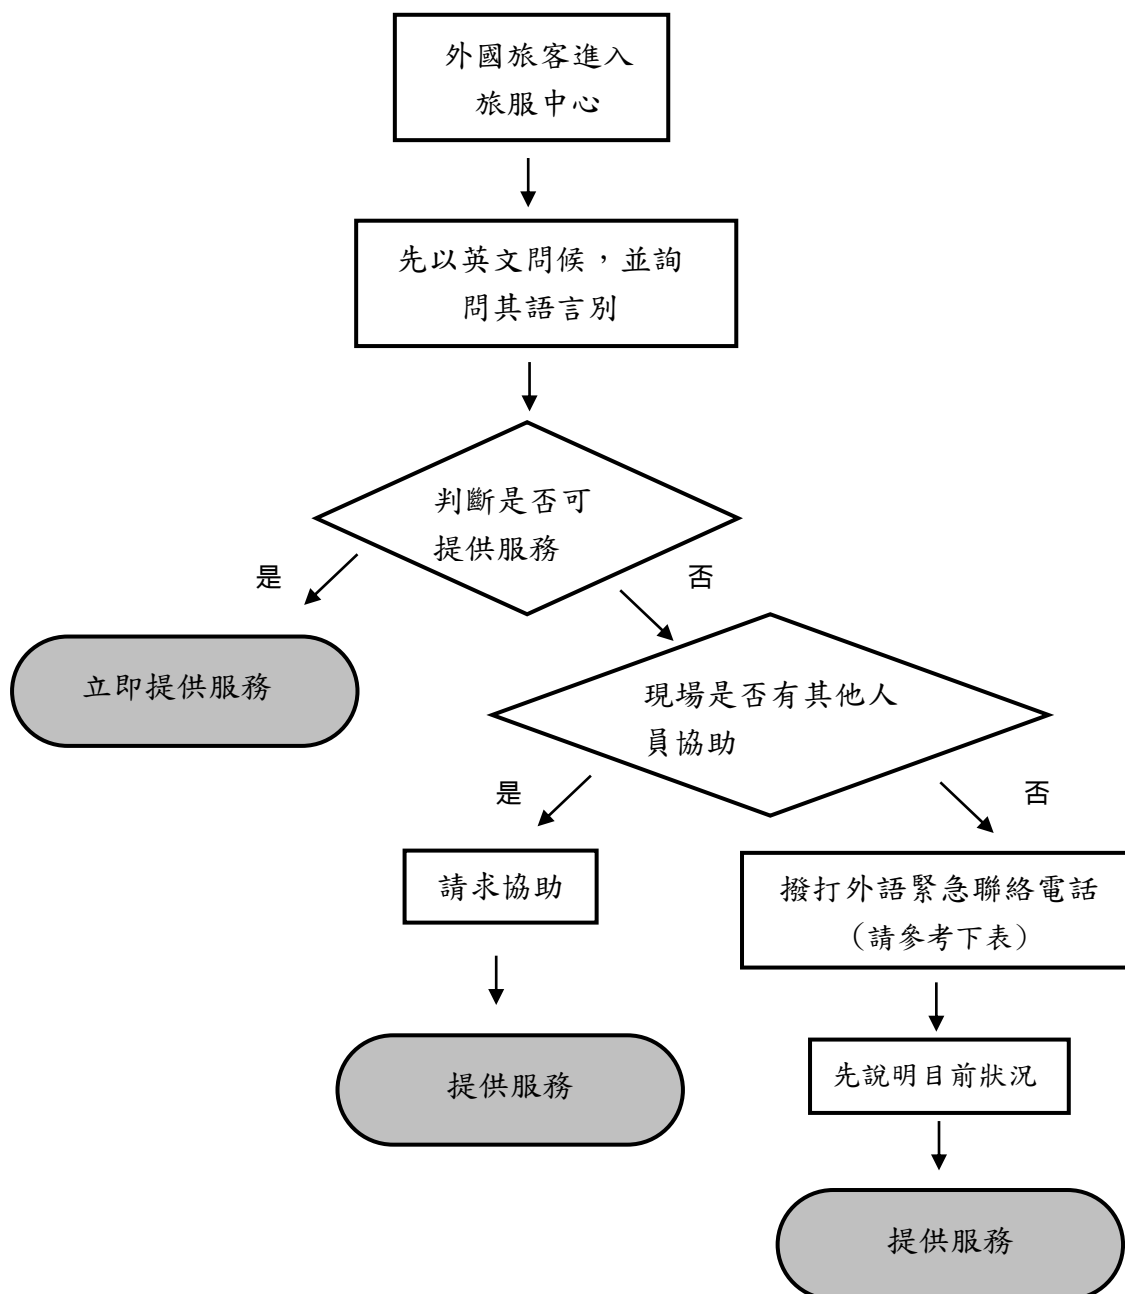 外國旅客進入
旅服中心
先以英文問候，並詢
問其語言別
判斷是否可
提供服務
是
否
立即提供服務
現場是否有其他人
員協助
是
否
請求協助
撥打外語緊急聯絡電話
（請參考下表）
提供服務
先說明目前狀況
提供服務